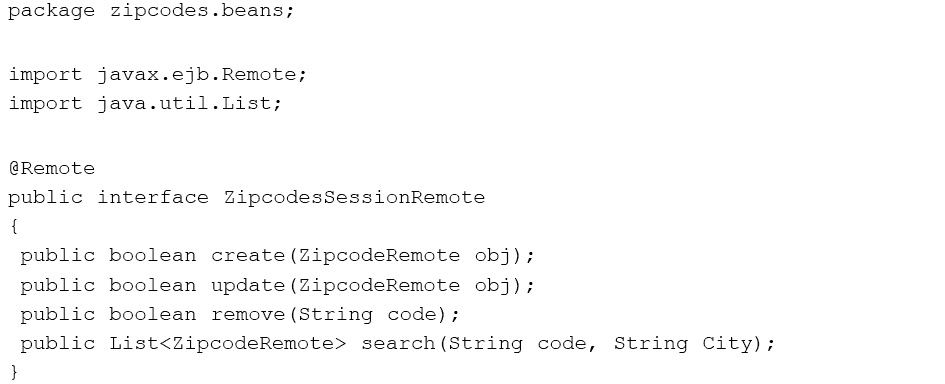 package zipcodes.beans;
import javax.ejb.Remote;
import java.util.List;
@Remote
public interface ZipcodesSessionRemote
{
public boolean create(ZipcodeRemote obj);
public boolean update(ZipcodeRemote obj);
public boolean remove(String code);
public List<ZipcodeRemote> search(String code, String City);
}